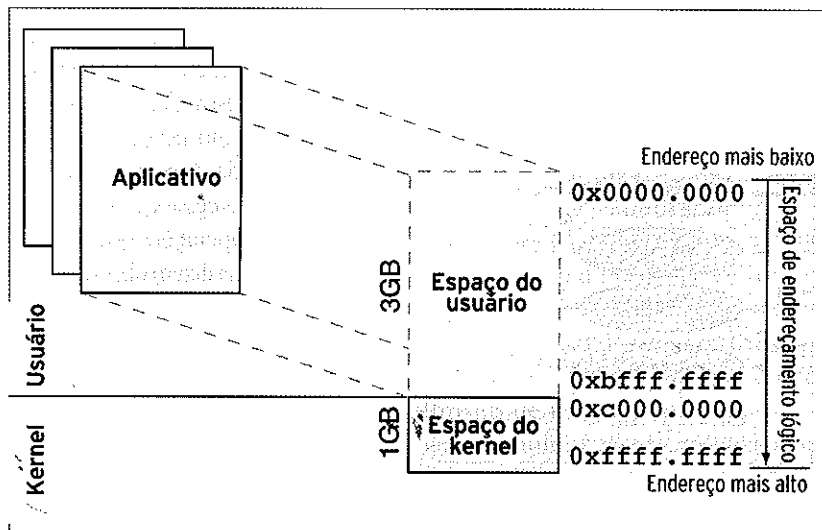 Aplicativo
Usuário
Kernel
3GB
Espaço do
usuário
1GB
Espaço do
kernel
Endereço mais baixo
0x0000.0000
0xbfff.ffff
0xc000.0000
0xffff.ffff
Endereço mais alto
Espaço de endereçamento lógico